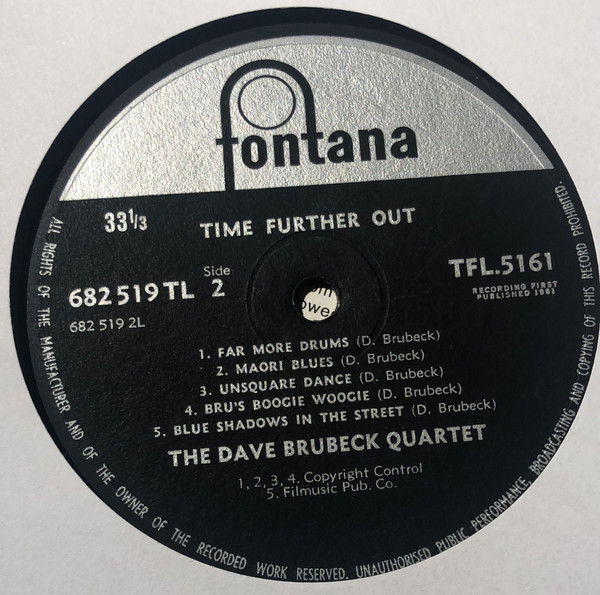 fontana
33⅓
TIME FURTHER OUT
682 519 TL
Side
2
TFL.5161
682 519 2L
RECORDING FIRST
PUBLISHED 1961
1. FAR MORE DRUMS (D. Brubeck)
2. MAORI BLUES (D. Brubeck)
3. UNSQUARE DANCE (D. Brubeck)
4. BRU'S BOOGIE WOOGIE (D. Brubeck)
5. BLUE SHADOWS IN THE STREET (D. Brubeck)
THE DAVE BRUBECK QUARTET
1, 2, 3, 4. Copyright Control
5. Filmusic Pub. Co.
ALL RIGHTS OF THE MANUFACTURER AND OF THE OWNER OF THE RECORDED WORK RESERVED. UNAUTHORISED PUBLIC PERFORMANCE, BROADCASTING AND COPYING OF THIS RECORD PROHIBITED.